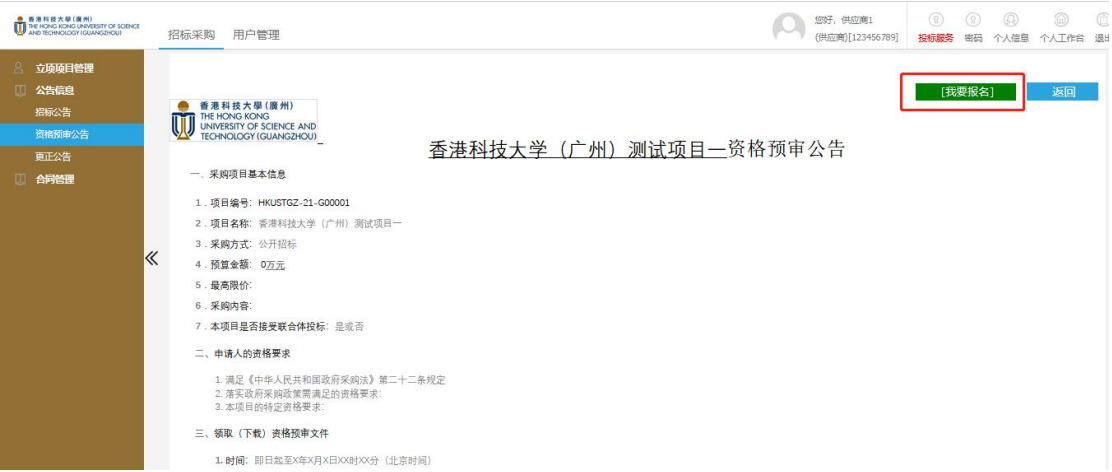 香港科技大學(廣州)
THE HONG KONG UNIVERSITY OF SCIENCE
AND TECHNOLOGY (GUANGZHOU)
招标采购 用户管理
您好，供应商1
(供应商)[123456789]
投标服务 密码 个人信息 个人工作台 退出
立项项目管理
公告信息
招标公告
资格预审公告
更正公告
合同管理
[我要报名] 返回
香港科技大學(廣州)
THE HONG KONG
UNIVERSITY OF SCIENCE AND
TECHNOLOGY (GUANGZHOU)
香港科技大学（广州）测试项目一资格预审公告
一、采购项目基本信息
1．项目编号：HKUSTGZ-21-G00001
2．项目名称：香港科技大学（广州）测试项目一
3．采购方式：公开招标
4．预算金额： 0万元
5．最高限价：
6．采购内容：
7．本项目是否接受联合体投标：是或否
二、申请人的资格要求
1. 满足《中华人民共和国政府采购法》第二十二条规定
2. 落实政府采购政策需满足的资格要求：
3. 本项目的特定资格要求：
三、领取（下载）资格预审文件
1. 时间：即日起至X年X月X日XX时XX分（北京时间）